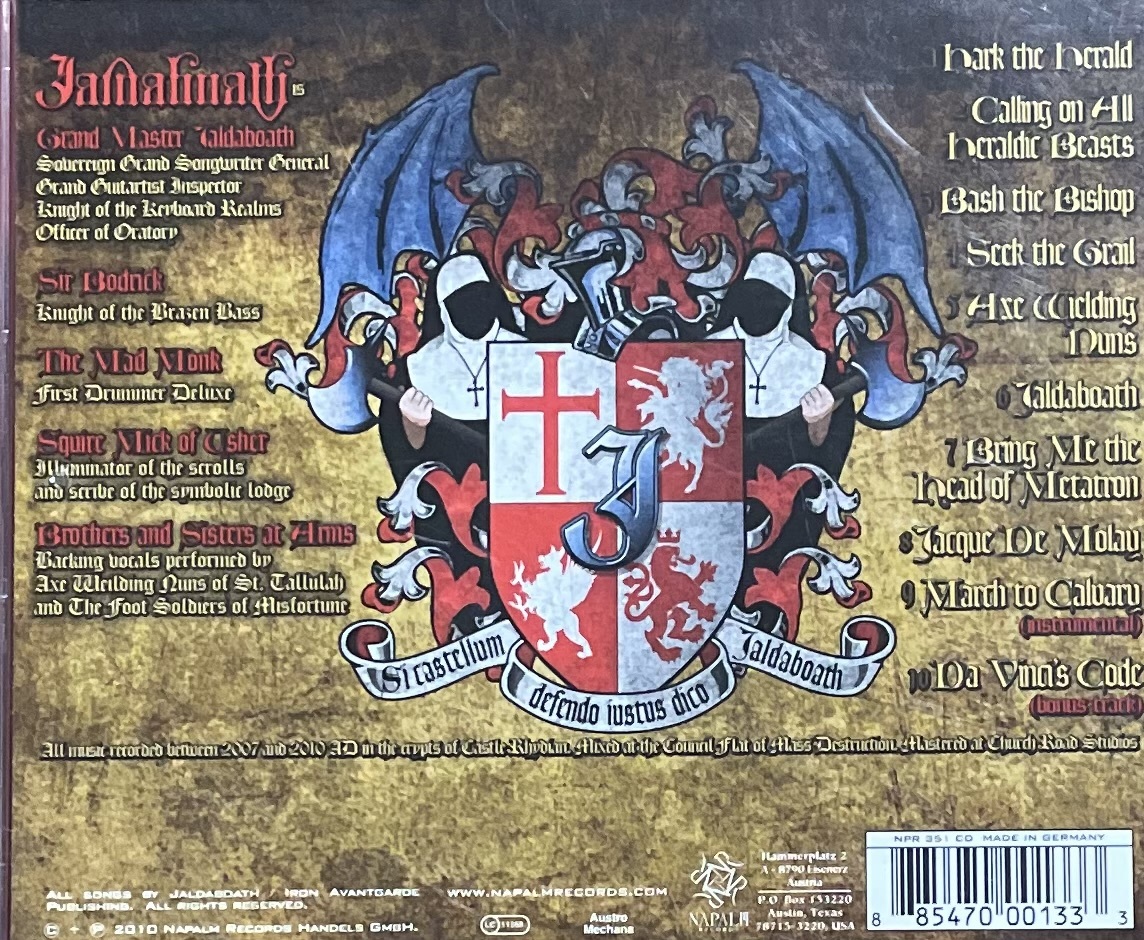 Jaldaboath is
Grand Master Jaldaboath
Sovereign Grand Songwriter General
Grand Guitartist Inspector
Knight of the Keyboard Realms
Officer of Oratory
Sir Bodrick
Knight of the Brazen Bass
The Mad Monk
First Drummer Deluxe
Squire Mick of Usher
Illuminator of the scrolls
and scribe of the symbolic lodge
Brothers and Sisters at Arms
Backing vocals performed by
Axe Weilding Nuns of St. Tallulah
and The Foot Soldiers of Misfortune
Hark the Herald
Calling on All
Heraldic Beasts
Bash the Bishop
Seek the Grail
5 Axe Wielding
Nuns
6 Jaldaboath
7 Bring Me the
Head of Metatron
8 Jacque De Molay
9 March to Calvary
(instrumental)
10 Da Vinci's Code
(bonus track)
J
Si castellum
defendo iustus dico
Jaldaboath
All music recorded between 2007 and 2010 AD in the crypts of Castle Rhydian. Mixed at the Council Flat of Mass Destruction. Mastered at Church Road Studios
All songs by Jaldaboath / Iron Avantgarde
Publishing. All rights reserved.
© + ℗ 2010 Napalm Records Handels GmbH.
www.napalmrecords.com
LC 11188
Austro
Mechana
NAPALM
RECORDS
Hammerplatz 2
A - 8790 Eisenerz
Austria
P.O. Box 153220
Austin, Texas
78715-3220, USA
NPR 351 CD MADE IN GERMANY
8 85470 00133 3